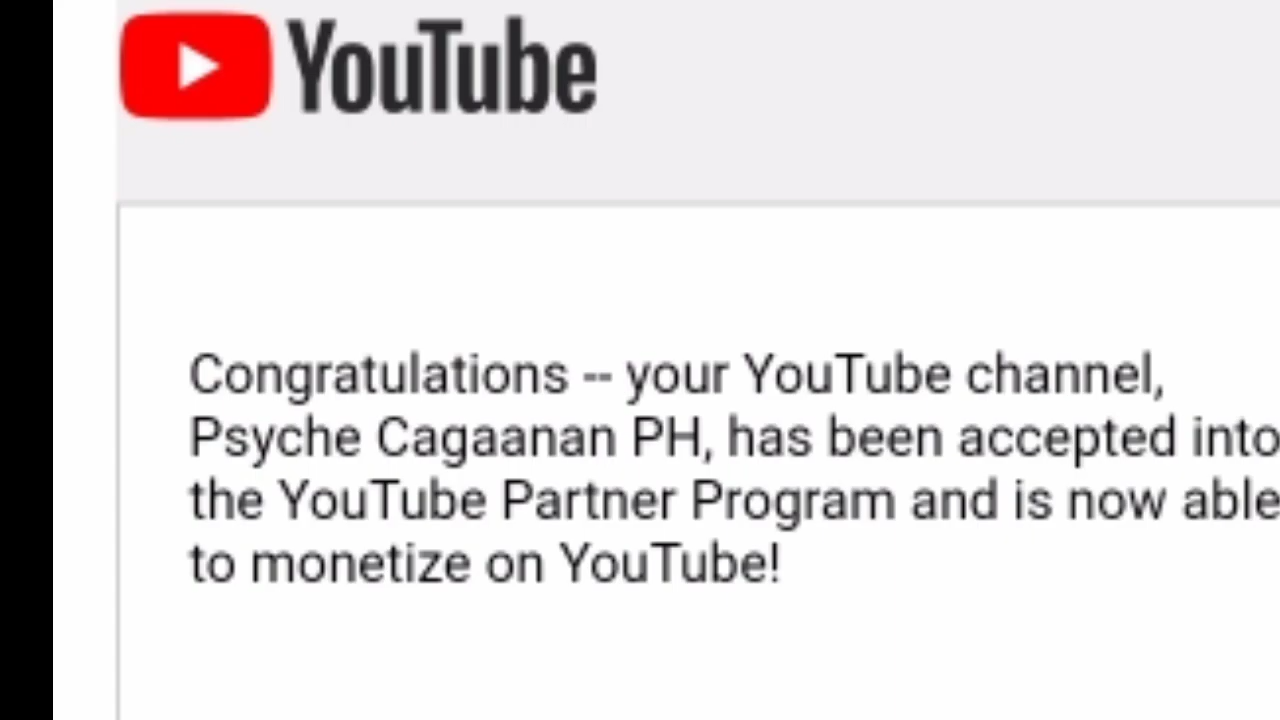 YouTube
Congratulations -- your YouTube channel,
Psyche Cagaanan PH, has been accepted into
the YouTube Partner Program and is now able
to monetize on YouTube!